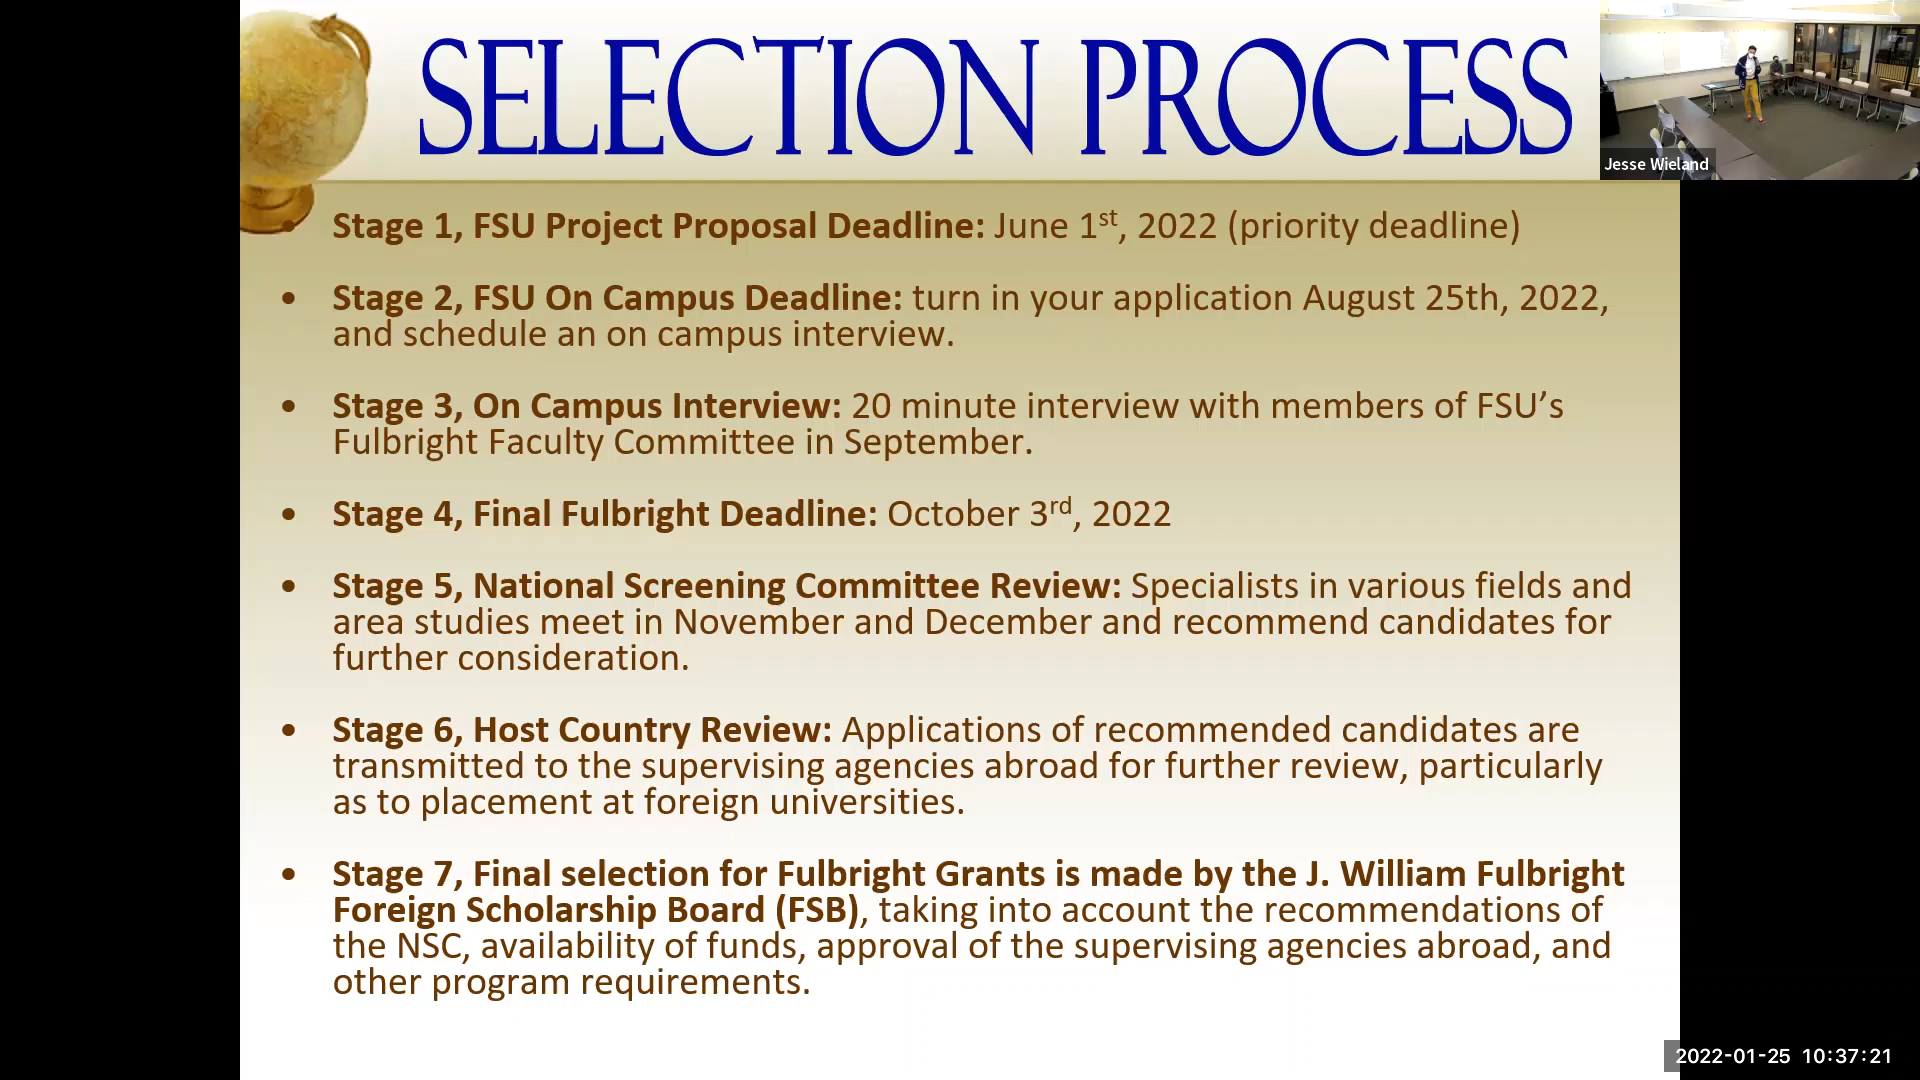 SELECTION PROCESS
Jesse Wieland
• Stage 1, FSU Project Proposal Deadline: June 1st, 2022 (priority deadline)
• Stage 2, FSU On Campus Deadline: turn in your application August 25th, 2022,
and schedule an on campus interview.
• Stage 3, On Campus Interview: 20 minute interview with members of FSU’s
Fulbright Faculty Committee in September.
• Stage 4, Final Fulbright Deadline: October 3rd, 2022
• Stage 5, National Screening Committee Review: Specialists in various fields and
area studies meet in November and December and recommend candidates for
further consideration.
• Stage 6, Host Country Review: Applications of recommended candidates are
transmitted to the supervising agencies abroad for further review, particularly
as to placement at foreign universities.
• Stage 7, Final selection for Fulbright Grants is made by the J. William Fulbright
Foreign Scholarship Board (FSB), taking into account the recommendations of
the NSC, availability of funds, approval of the supervising agencies abroad, and
other program requirements.
2022-01-25 10:37:21